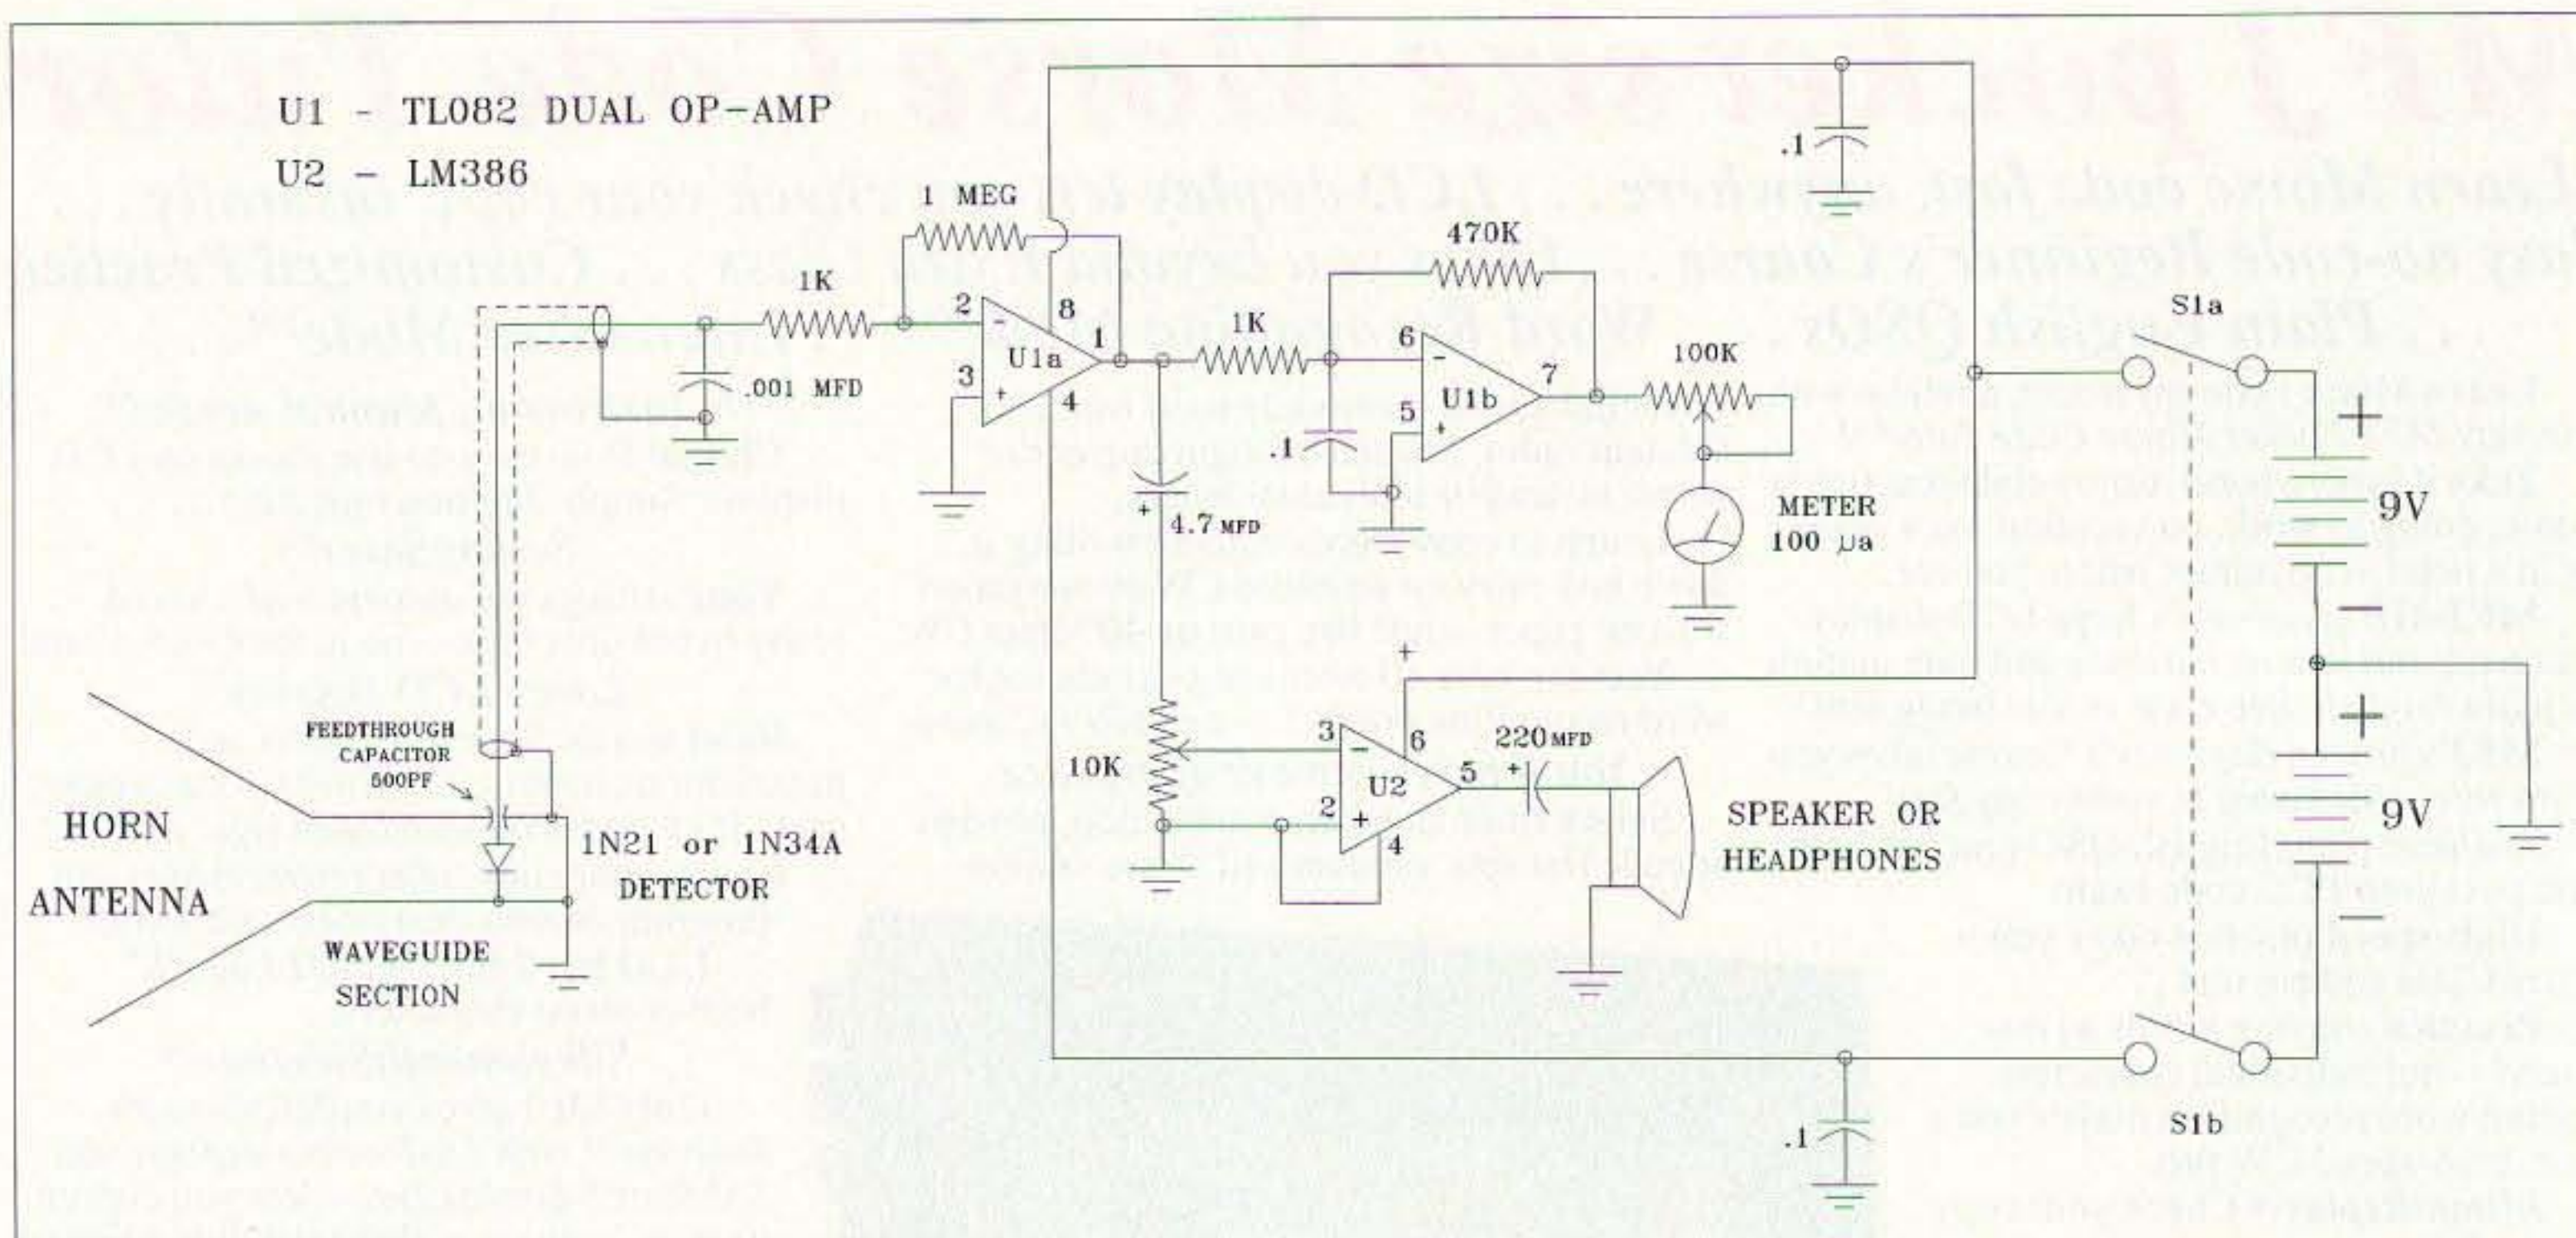 U1 - TL082 DUAL OP-AMP
U2 - LM386
1 MEG
1K
2
-
8
U1a
1
3
+
4
.001 MFD
1K
470K
6
-
U1b
7
5
+
.1
100K
METER
100 µa
+
4.7 MFD
.1
S1a
+
9V
-
+
9V
-
FEEDTHROUGH
CAPACITOR
500PF
HORN
ANTENNA
1N21 or 1N34A
DETECTOR
WAVEGUIDE
SECTION
10K
+
3
-
6
U2
5
2
+
4
220MFD
+
SPEAKER OR
HEADPHONES
.1
S1b